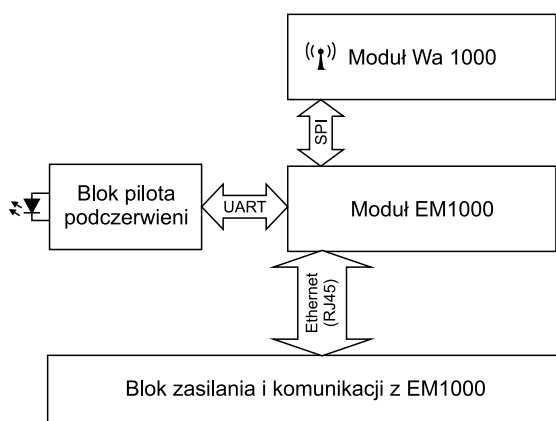 Moduł Wa 1000
SPI
Blok pilota
podczerwieni
UART
Moduł EM1000
Ethernet
(RJ45)
Blok zasilania i komunikacji z EM1000